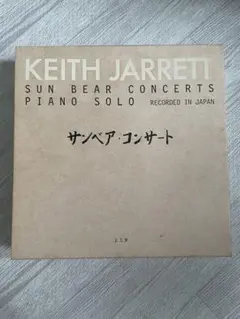 KEITH JARRETT
SUN BEAR CONCERTS
PIANO SOLO RECORDED IN JAPAN
サンベア・コンサート
ECM